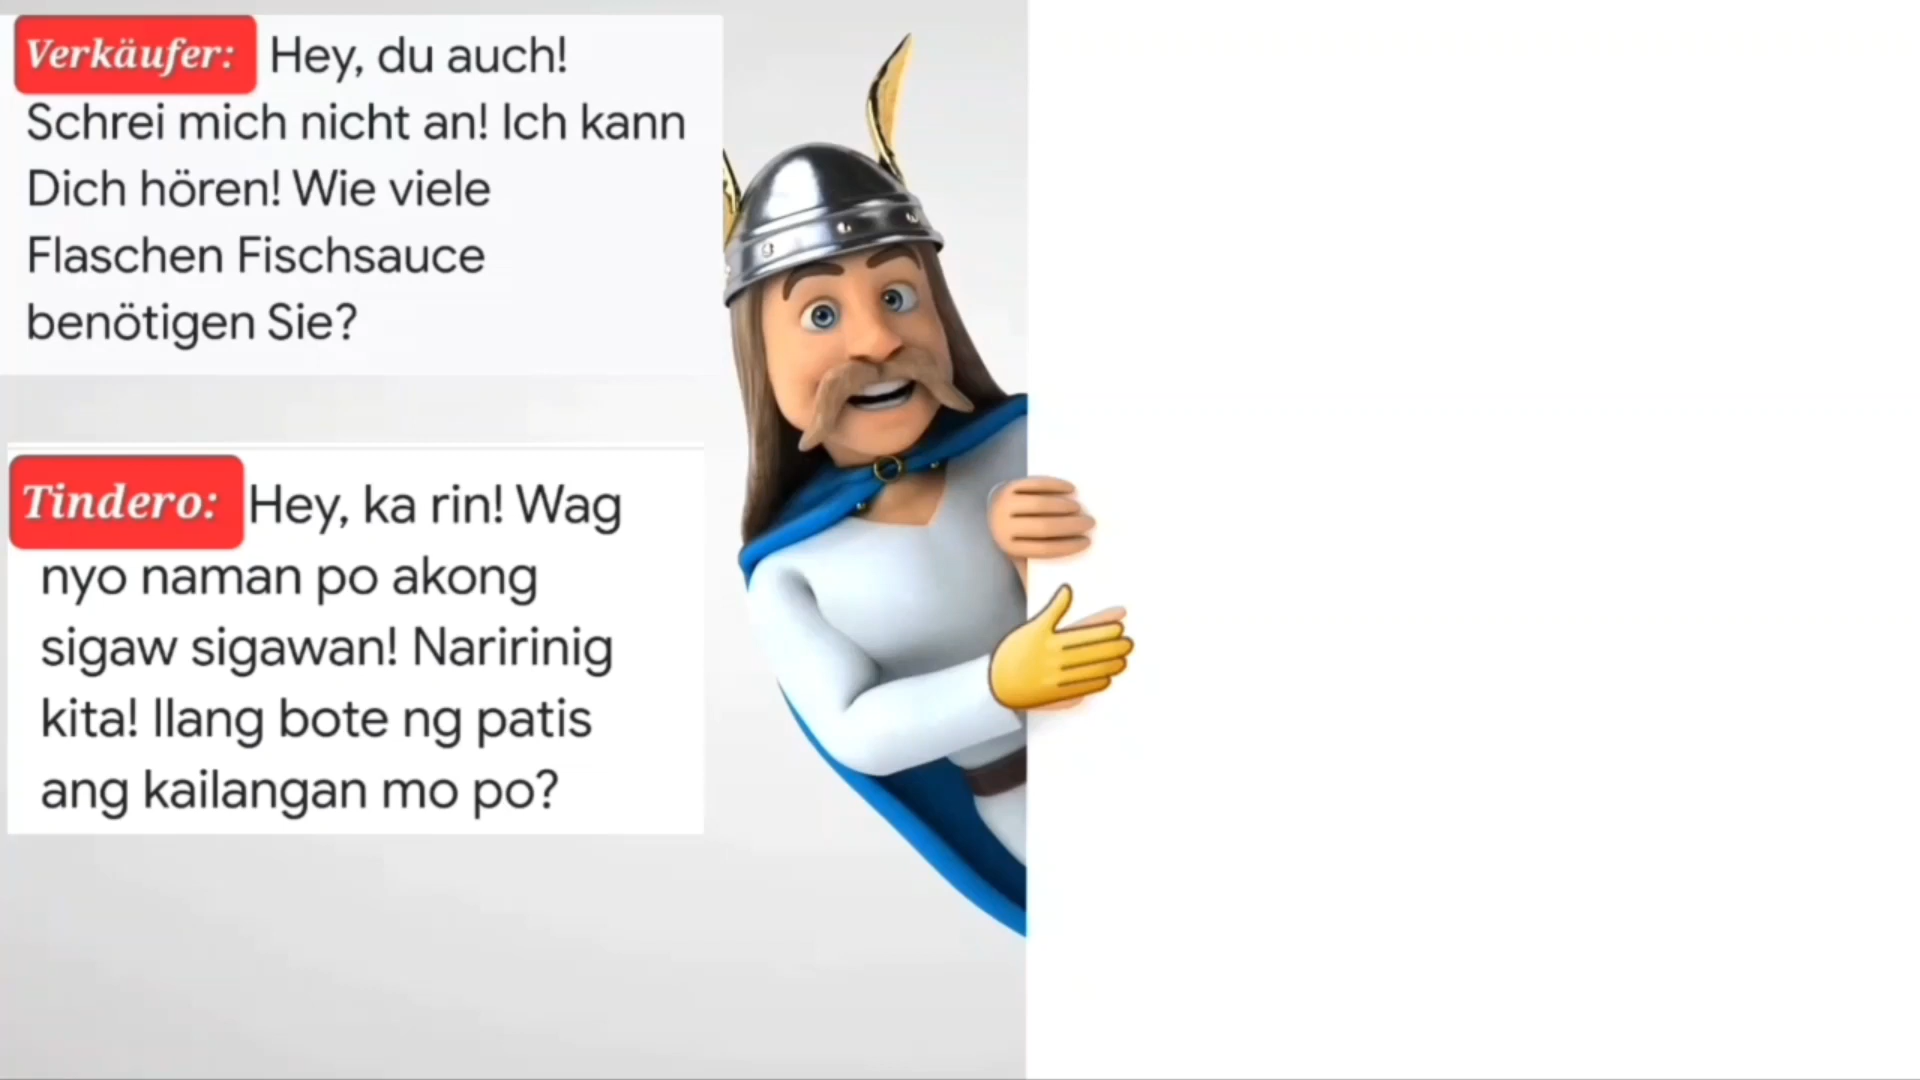 Verkäufer: Hey, du auch!
Schrei mich nicht an! Ich kann
Dich hören! Wie viele
Flaschen Fischsauce
benötigen Sie?
Tindero: Hey, ka rin! Wag
nyo naman po akong
sigaw sigawan! Naririnig
kita! Ilang bote ng patis
ang kailangan mo po?